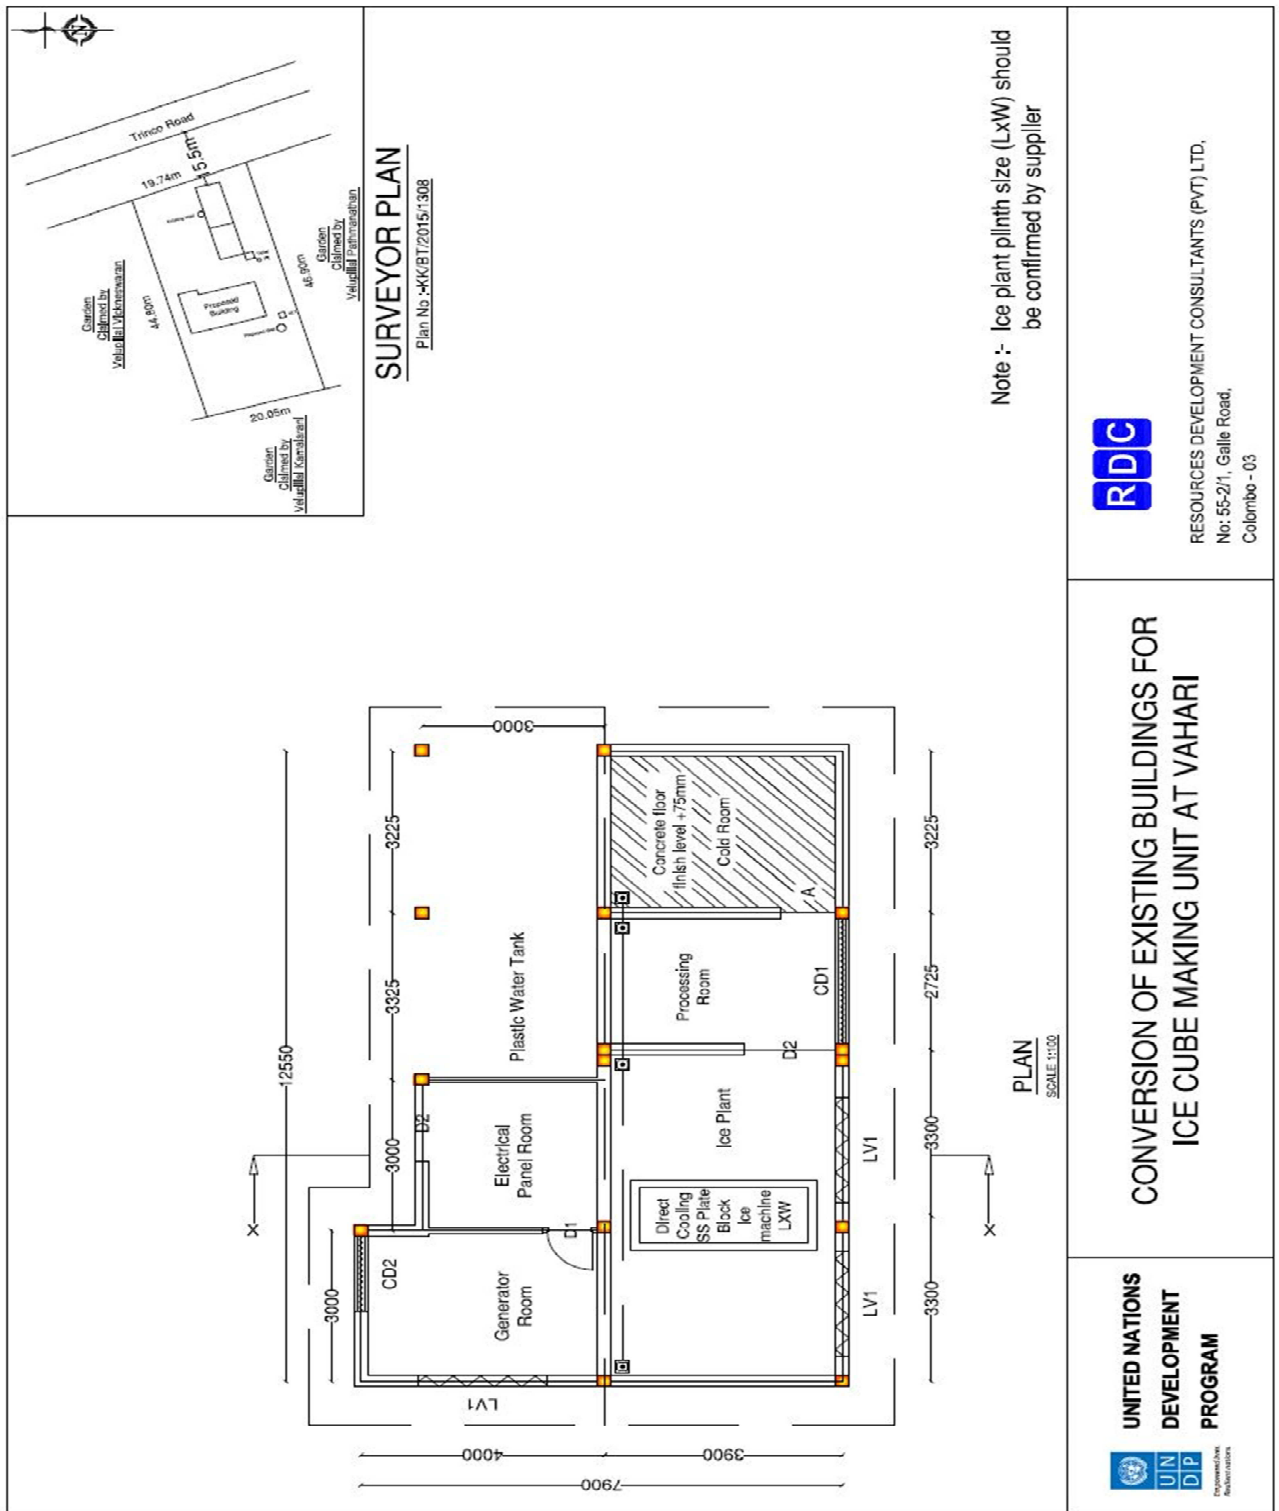 Trinco Road
19.74m
15.5m
Garden
Claimed by
Velupillai Vickneswaran
44.80m
Proposed
Building
46.90m
Garden
Claimed by
Velupillai Pathmanathan
20.05m
Garden
Claimed by
Velupillai Kamalarani
SURVEYOR PLAN
Plan No :-KK/BT/2015/1308
Note :- Ice plant plinth size (LxW) should
be confirmed by supplier
12550
3000
3000
3325
3225
3000
CD2
D2
Generator
Room
D1
Electrical
Panel Room
Plastic Water Tank
LV1
Direct
Cooling
SS Plate
Block
Ice
machine
LXW
Ice Plant
D2
Processing
Room
CD1
Concrete floor
finish level +75mm
Cold Room
A
LV1
LV1
3300
3300
2725
3225
4000
3900
7900
X
X
PLAN
SCALE 1:100
UNITED NATIONS
DEVELOPMENT
PROGRAM
U N
D P
Empowered lives.
Resilient nations.
CONVERSION OF EXISTING BUILDINGS FOR
ICE CUBE MAKING UNIT AT VAHARI
RDC
RESOURCES DEVELOPMENT CONSULTANTS (PVT) LTD,
No: 55-2/1, Galle Road,
Colombo - 03